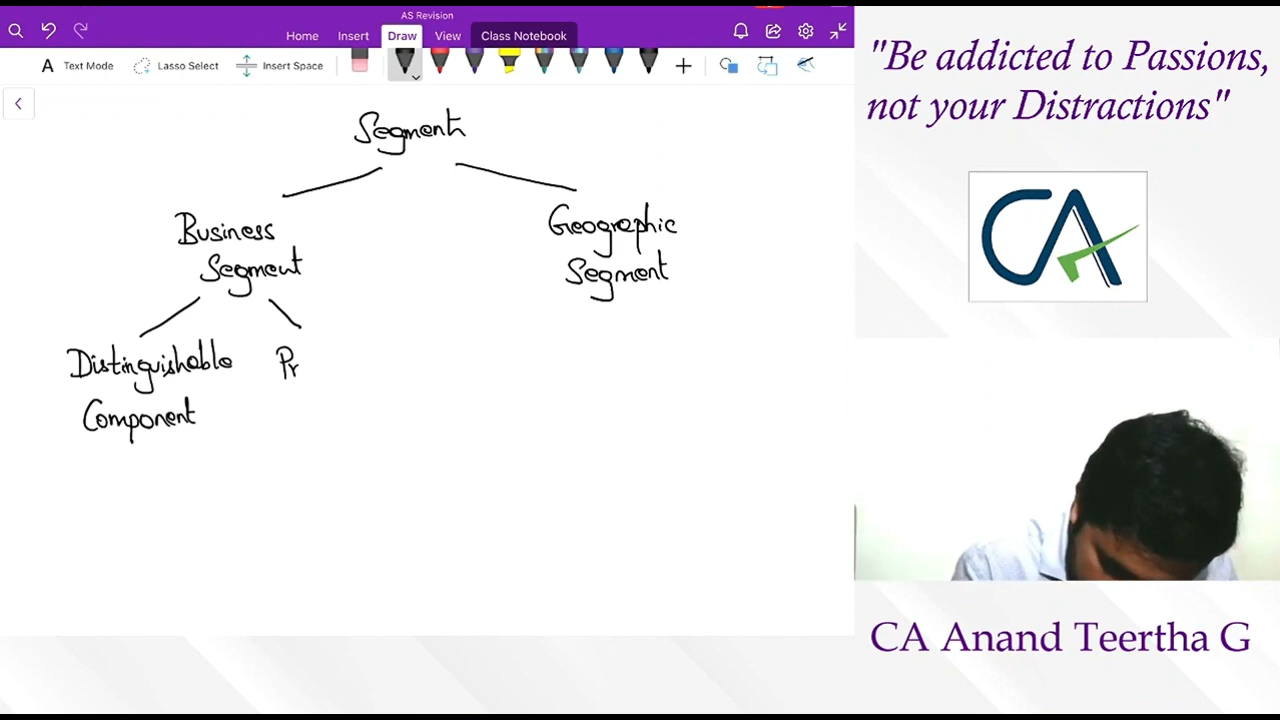 AS Revision
Home Insert Draw View Class Notebook
Text Mode Lasso Select Insert Space
Segment
Business
Segment
Geographic
Segment
Distinguishable
Component
Pr
"Be addicted to Passions,
not your Distractions"
CA
CA Anand Teertha G